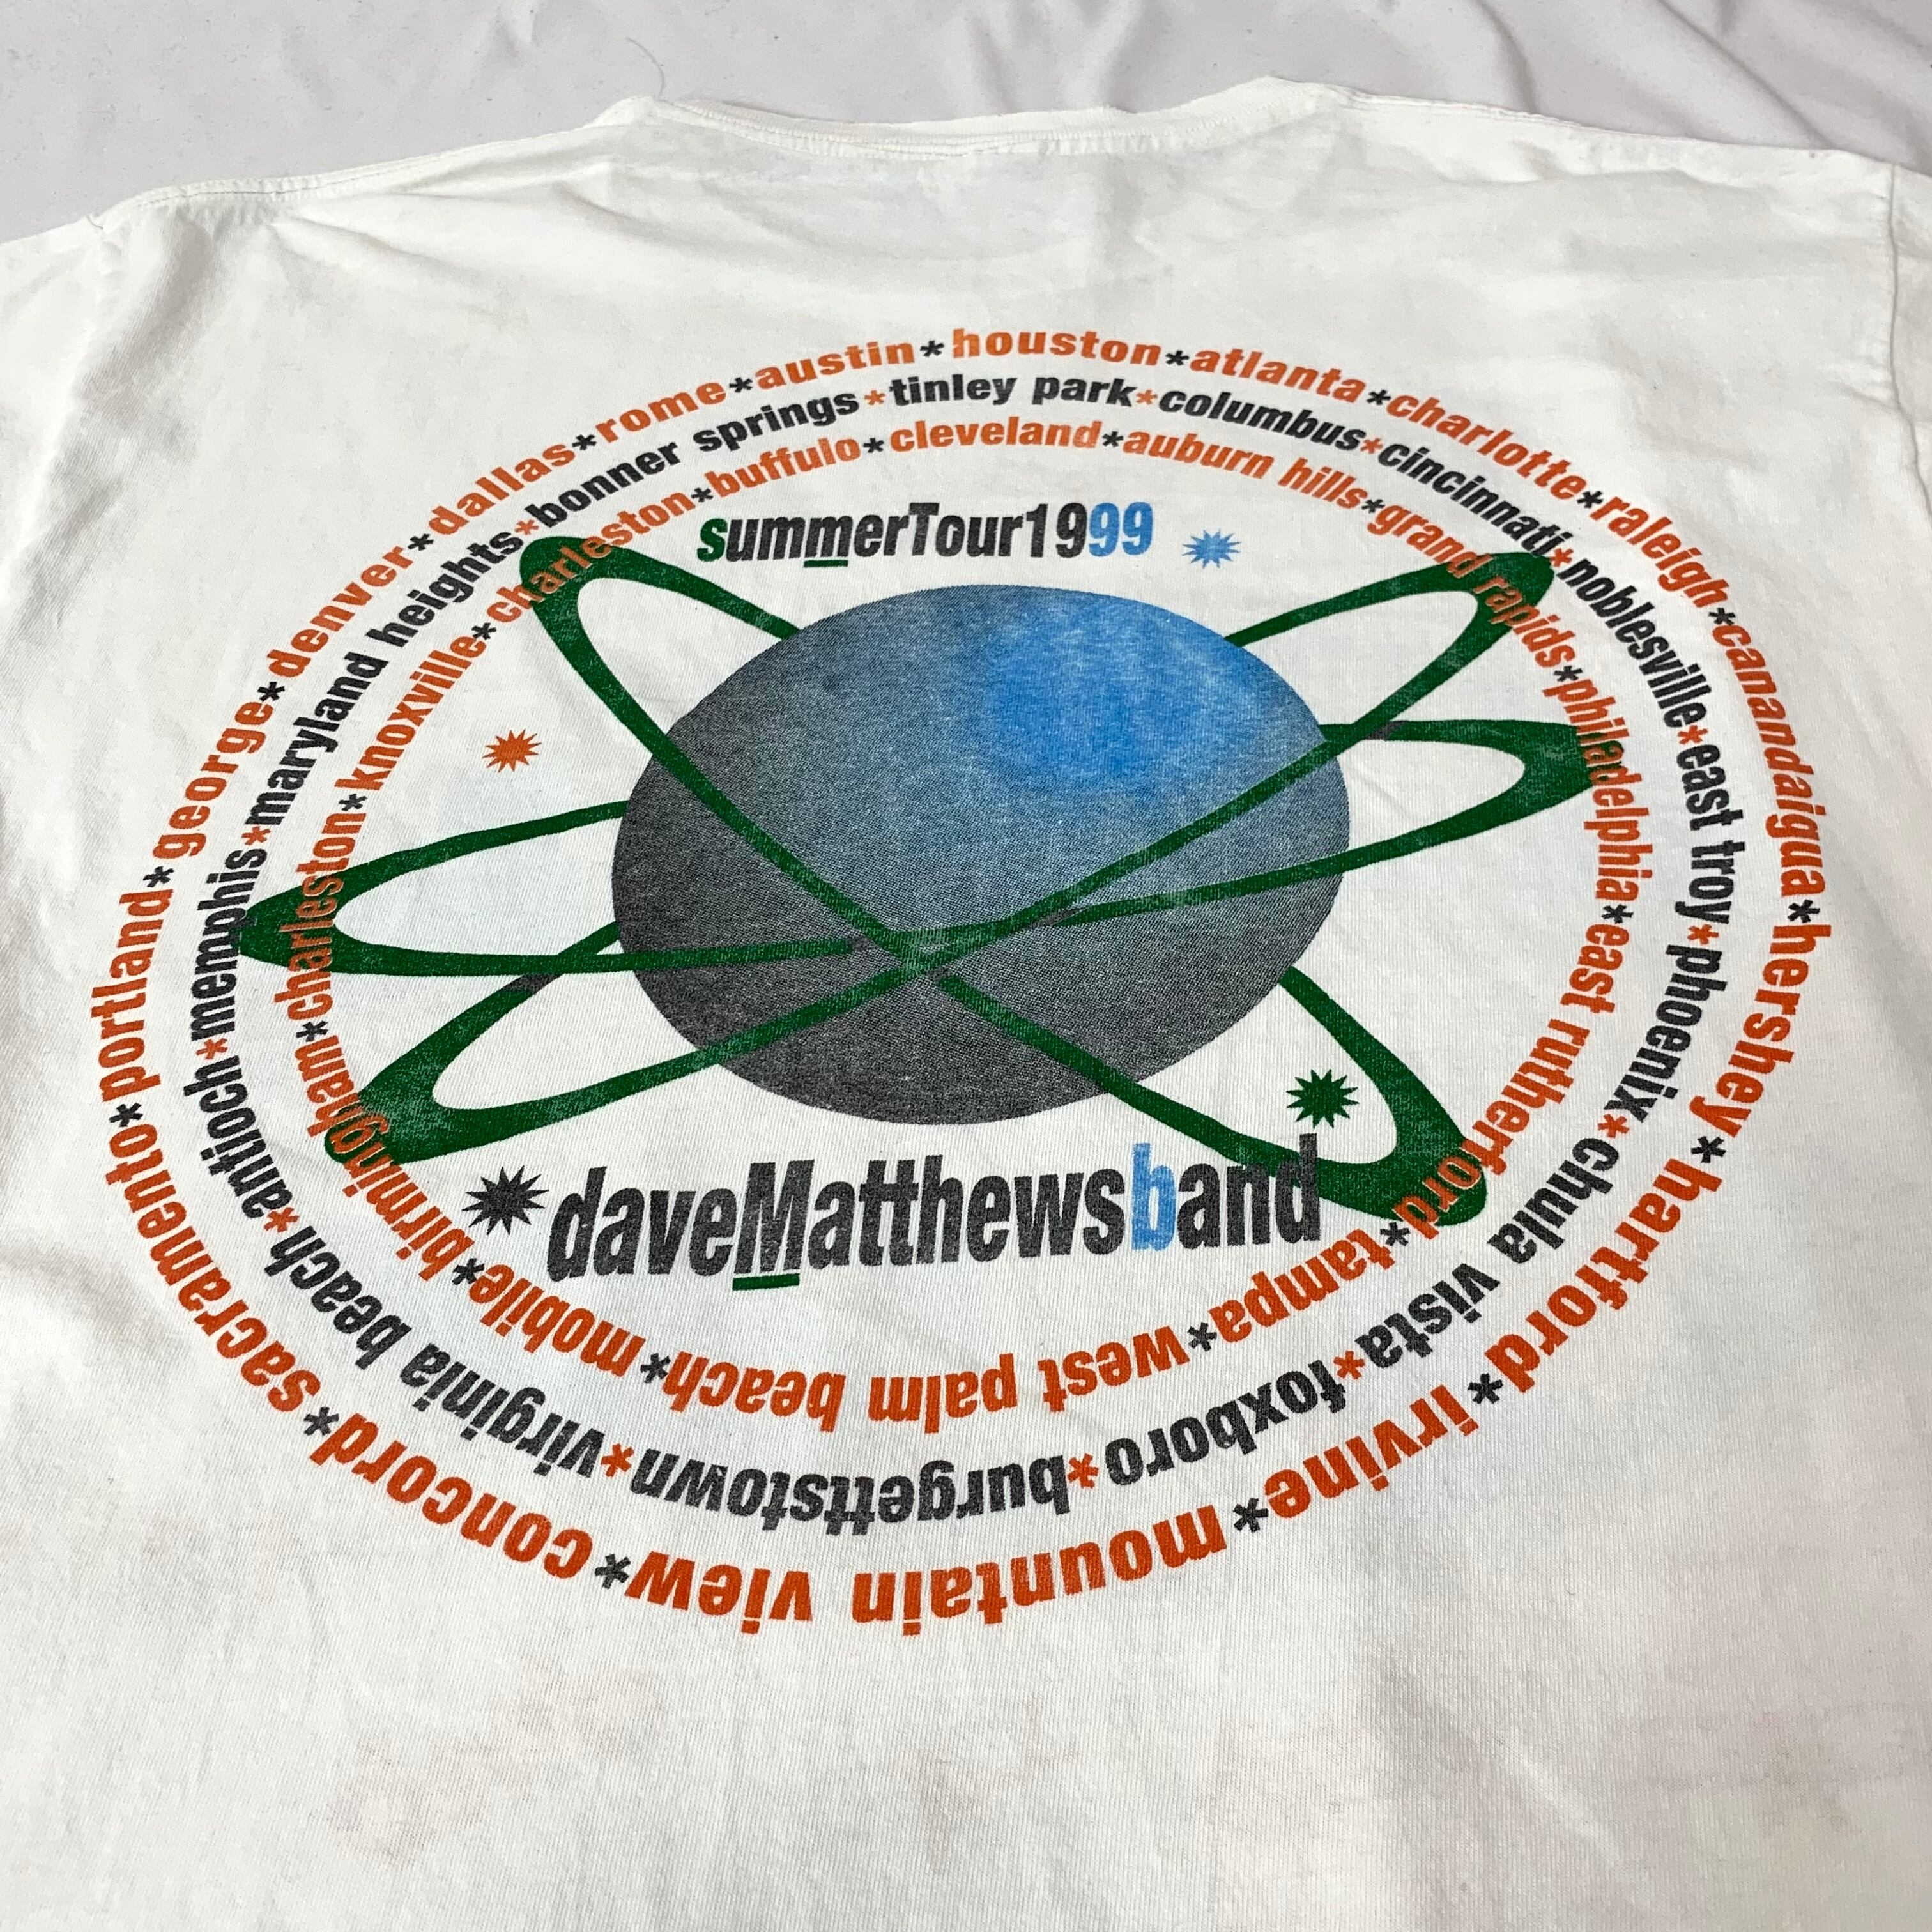 portland*george*denver*dallas*rome*austin*houston*atlanta*charlotte*raleigh*canandaigua*hershey*hartford*irvine*mountain view*concord*sacramento*
memphis*maryland heights*bonner springs*tinley park*columbus*cincinnati*noblesville*east troy*phoenix*chula vista*foxboro*burgettstown*virginia beach*antioch*
charleston*knoxville*charleston*buffulo*cleveland*auburn hills*grand rapids*philadelphia*east rutherford*tampa*west palm beach*mobile*birmingham*
summerTour1999
daveMatthewsband